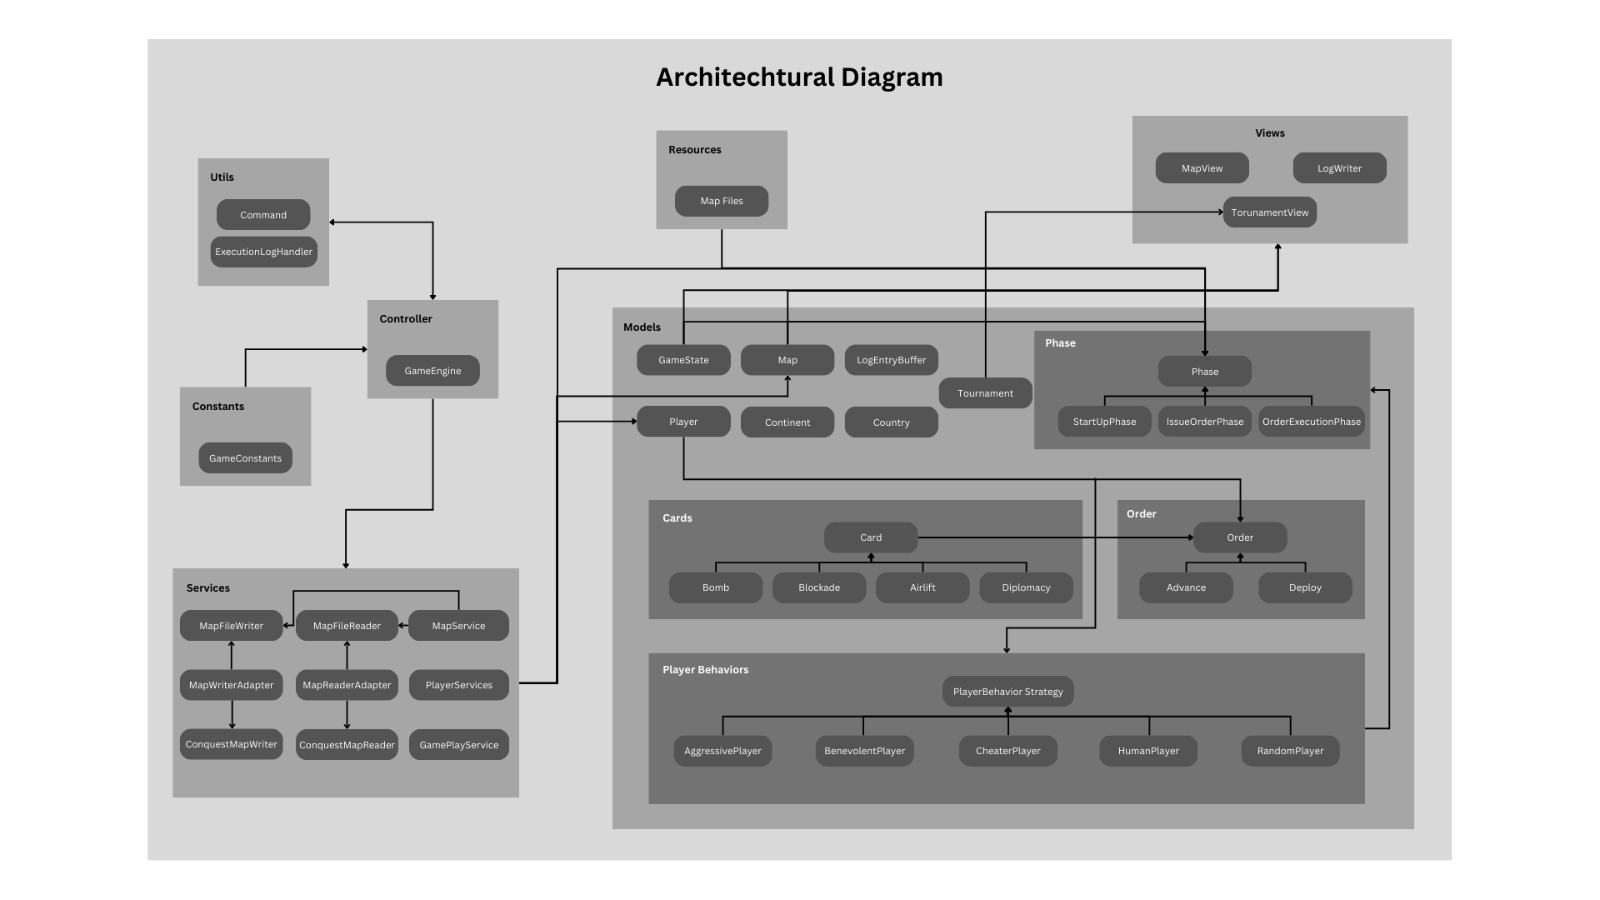 Architechtural Diagram
Utils
Command
ExecutionLogHandler
Resources
Map Files
Views
MapView
LogWriter
TorunamentView
Controller
GameEngine
Constants
GameConstants
Models
GameState
Map
LogEntryBuffer
Tournament
Player
Continent
Country
Phase
Phase
StartUpPhase
IssueOrderPhase
OrderExecutionPhase
Cards
Card
Bomb
Blockade
Airlift
Diplomacy
Order
Order
Advance
Deploy
Services
MapFileWriter
MapFileReader
MapService
MapWriterAdapter
MapReaderAdapter
PlayerServices
ConquestMapWriter
ConquestMapReader
GamePlayService
Player Behaviors
PlayerBehavior Strategy
AggressivePlayer
BenevolentPlayer
CheaterPlayer
HumanPlayer
RandomPlayer